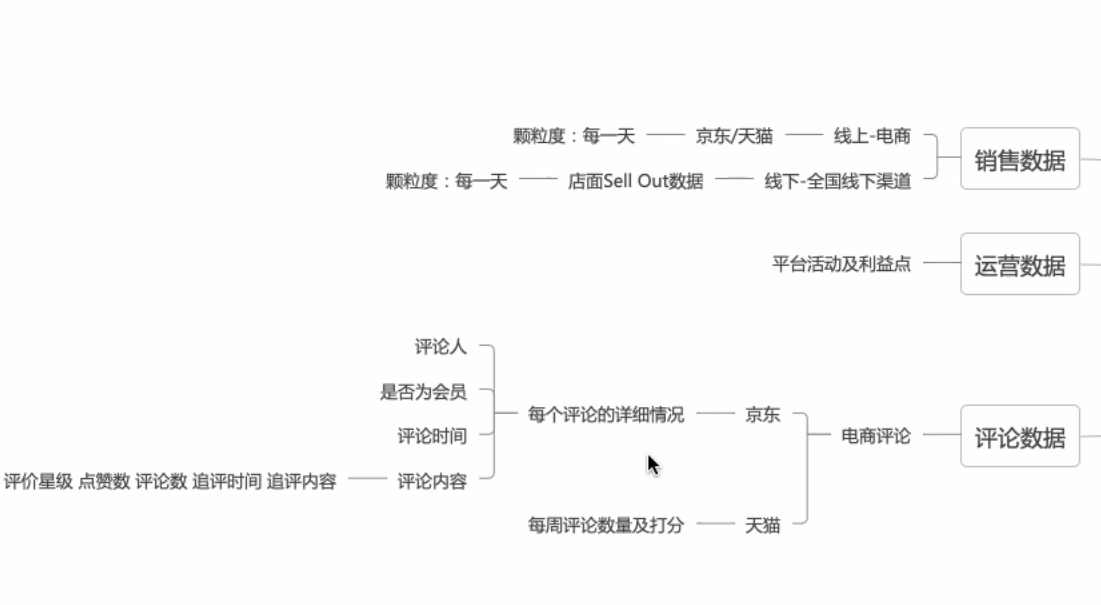 颗粒度：每一天 京东/天猫 线上-电商
销售数据
颗粒度：每一天 店面Sell Out数据 线下-全国线下渠道
平台活动及利益点 运营数据
评论人
是否为会员
每个评论的详细情况 京东
评论时间 电商评论 评论数据
评价星级 点赞数 评论数 追评时间 追评内容 评论内容
每周评论数量及打分 天猫